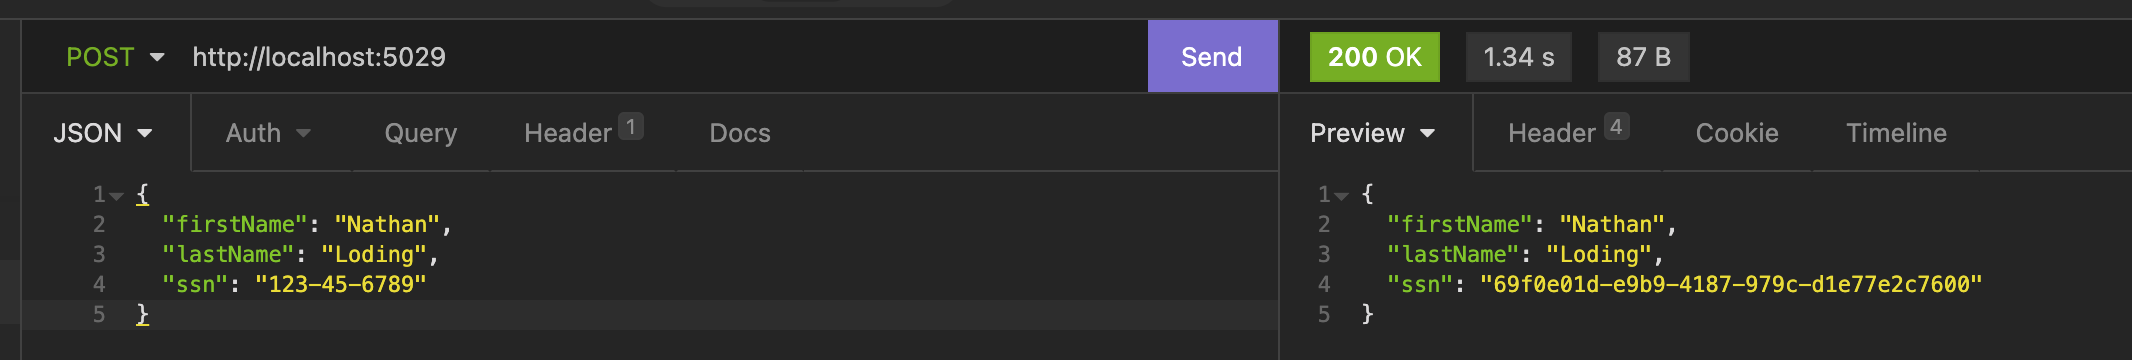 POST http://localhost:5029 Send 200 OK 1.34 s 87 B
JSON Auth Query Header 1 Docs Preview Header 4 Cookie Timeline
1 {
2 "firstName": "Nathan",
3 "lastName": "Loding",
4 "ssn": "123-45-6789"
5 }
1 {
2 "firstName": "Nathan",
3 "lastName": "Loding",
4 "ssn": "69f0e01d-e9b9-4187-979c-d1e77e2c7600"
5 }